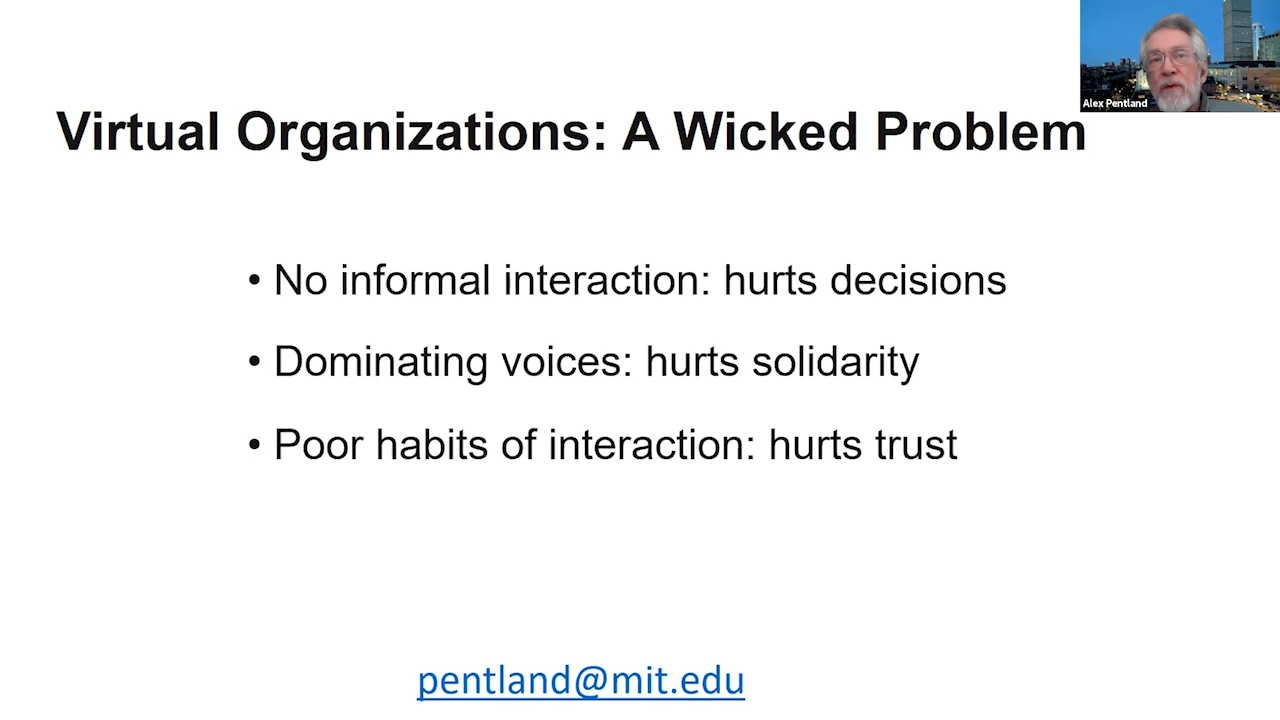 Alex Pentland
Virtual Organizations: A Wicked Problem
• No informal interaction: hurts decisions
• Dominating voices: hurts solidarity
• Poor habits of interaction: hurts trust
pentland@mit.edu